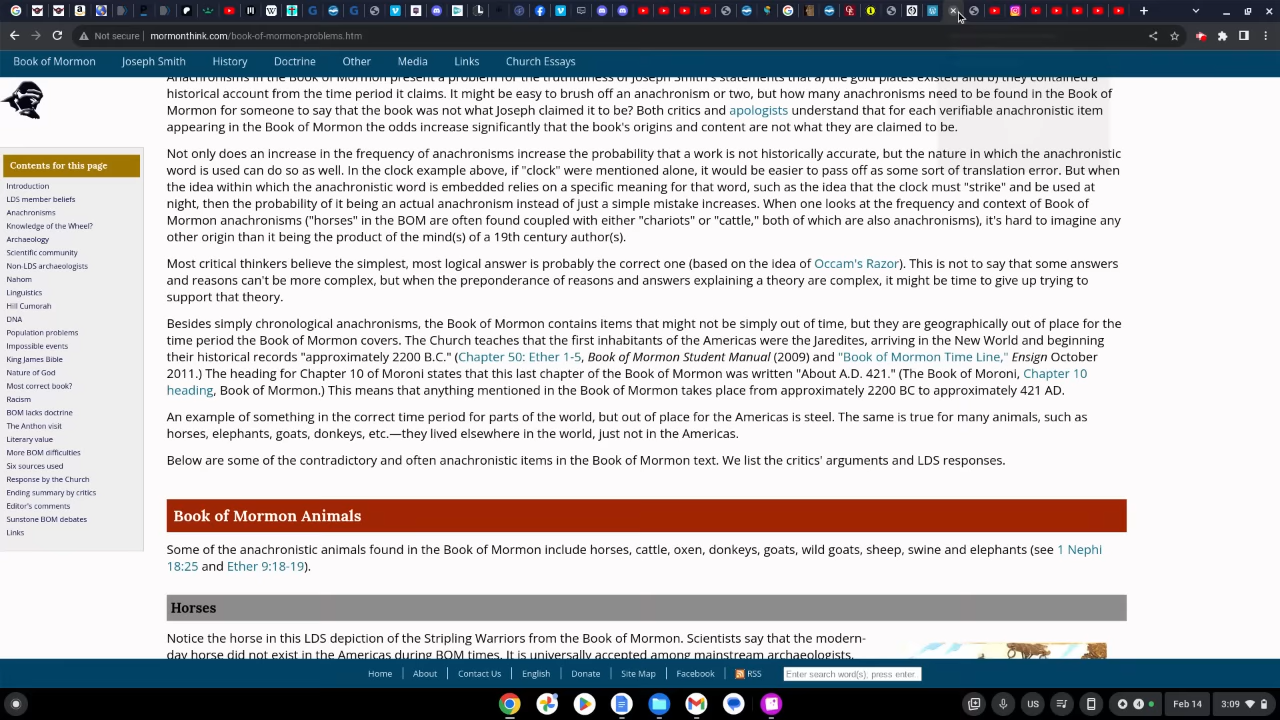 Not secure
mormonthink.com/book-of-mormon-problems.htm
Book of Mormon
Joseph Smith
History
Doctrine
Other
Media
Links
Church Essays
Contents for this page
Introduction
LDS member beliefs
Anachronisms
Knowledge of the Wheel?
Archaeology
Scientific community
Non-LDS archaeologists
Nahom
Linguistics
Hill Cumorah
DNA
Population problems
Impossible events
King James Bible
Nature of God
Most correct book?
Racism
BOM lacks doctrine
The Anthon visit
Literary value
More BOM difficulties
Six sources used
Response by the Church
Ending summary by critics
Editor's comments
Sunstone BOM debates
Links
Anachronisms in the Book of Mormon present a problem for the truthfulness of Joseph Smith's statements that a) the gold plates existed and b) they contained a
historical account from the time period it claims. It might be easy to brush off an anachronism or two, but how many anachronisms need to be found in the Book of
Mormon for someone to say that the book was not what Joseph claimed it to be? Both critics and apologists understand that for each verifiable anachronistic item
appearing in the Book of Mormon the odds increase significantly that the book's origins and content are not what they are claimed to be.
Not only does an increase in the frequency of anachronisms increase the probability that a work is not historically accurate, but the nature in which the anachronistic
word is used can do so as well. In the clock example above, if "clock" were mentioned alone, it would be easier to pass off as some sort of translation error. But when
the idea within which the anachronistic word is embedded relies on a specific meaning for that word, such as the idea that the clock must "strike" and be used at
night, then the probability of it being an actual anachronism instead of just a simple mistake increases. When one looks at the frequency and context of Book of
Mormon anachronisms ("horses" in the BOM are often found coupled with either "chariots" or "cattle," both of which are also anachronisms), it's hard to imagine any
other origin than it being the product of the mind(s) of a 19th century author(s).
Most critical thinkers believe the simplest, most logical answer is probably the correct one (based on the idea of Occam's Razor). This is not to say that some answers
and reasons can't be more complex, but when the preponderance of reasons and answers explaining a theory are complex, it might be time to give up trying to
support that theory.
Besides simply chronological anachronisms, the Book of Mormon contains items that might not be simply out of time, but they are geographically out of place for the
time period the Book of Mormon covers. The Church teaches that the first inhabitants of the Americas were the Jaredites, arriving in the New World and beginning
their historical records "approximately 2200 B.C." (Chapter 50: Ether 1-5, Book of Mormon Student Manual (2009) and "Book of Mormon Time Line," Ensign October
2011.) The heading for Chapter 10 of Moroni states that this last chapter of the Book of Mormon was written "About A.D. 421." (The Book of Moroni, Chapter 10
heading, Book of Mormon.) This means that anything mentioned in the Book of Mormon takes place from approximately 2200 BC to approximately 421 AD.
An example of something in the correct time period for parts of the world, but out of place for the Americas is steel. The same is true for many animals, such as
horses, elephants, goats, donkeys, etc.—they lived elsewhere in the world, just not in the Americas.
Below are some of the contradictory and often anachronistic items in the Book of Mormon text. We list the critics' arguments and LDS responses.
Book of Mormon Animals
Some of the anachronistic animals found in the Book of Mormon include horses, cattle, oxen, donkeys, goats, wild goats, sheep, swine and elephants (see 1 Nephi
18:25 and Ether 9:18-19).
Horses
Notice the horse in this LDS depiction of the Stripling Warriors from the Book of Mormon. Scientists say that the modern-
day horse did not exist in the Americas during BOM times. It is universally accepted among mainstream archaeologists,
Home
About
Contact Us
English
Donate
Site Map
Facebook
RSS
Enter search word(s), press enter.
US
Feb 14
3:09